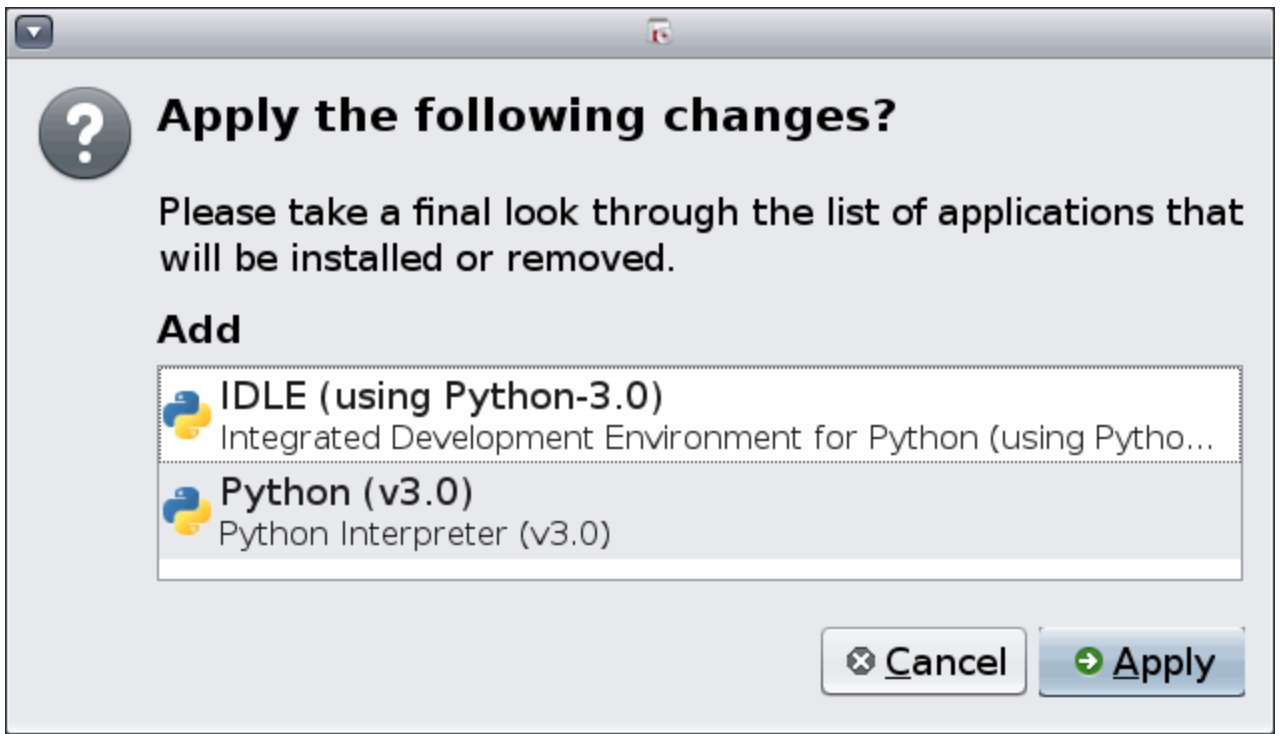 Apply the following changes?
Please take a final look through the list of applications that
will be installed or removed.
Add
IDLE (using Python-3.0)
Integrated Development Environment for Python (using Pytho...
Python (v3.0)
Python Interpreter (v3.0)
Cancel
Apply